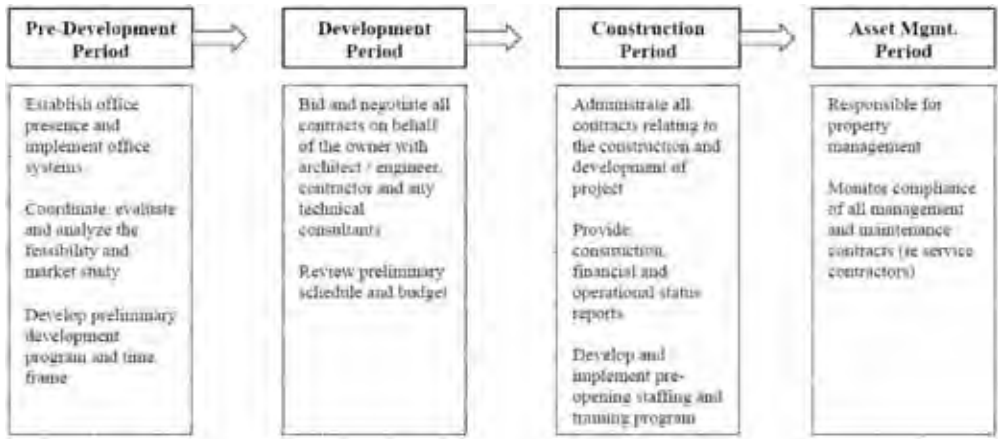 Pre-Development
Period
Establish office
presence and
implement office
systems
Coordinate, evaluate
and analyze the
feasibility and
market study
Develop preliminary
development
program and time
frame
Development
Period
Bid and negotiate all
contracts on behalf
of the owner with
architect / engineer,
contractor and any
technical
consultants
Review preliminary
schedule and budget
Construction
Period
Administrate all
contracts relating to
the construction and
development of
project
Provide
construction,
financial and
operational status
reports
Develop and
implement pre-
opening staffing and
training program
Asset Mgmt.
Period
Responsible for
property
management
Monitor compliance
of all management
and maintenance
contracts (ie service
contractors)